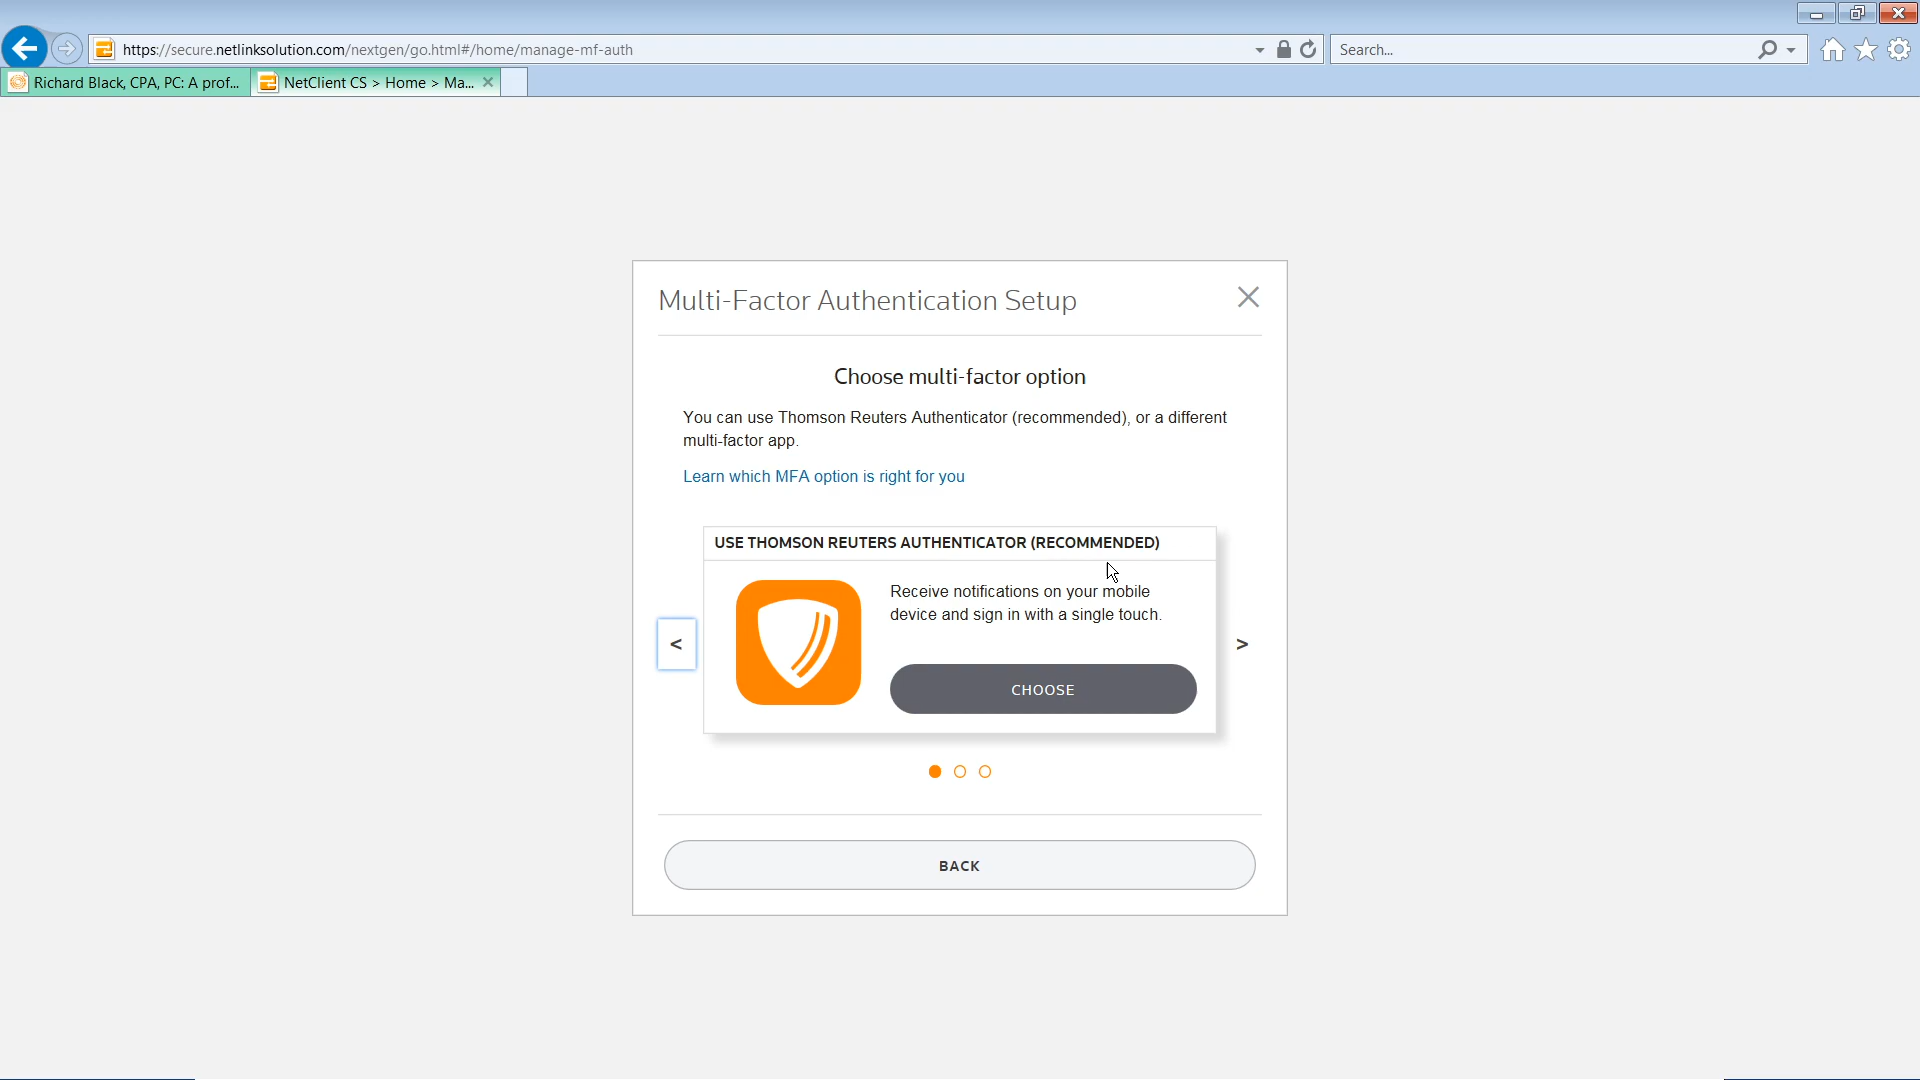 https://secure.netlinksolution.com/nextgen/go.html#/home/manage-mf-auth
Search...
Richard Black, CPA, PC: A prof...
NetClient CS > Home > Ma...
Multi-Factor Authentication Setup
Choose multi-factor option
You can use Thomson Reuters Authenticator (recommended), or a different
multi-factor app.
Learn which MFA option is right for you
USE THOMSON REUTERS AUTHENTICATOR (RECOMMENDED)
Receive notifications on your mobile
device and sign in with a single touch.
<
>
CHOOSE
BACK